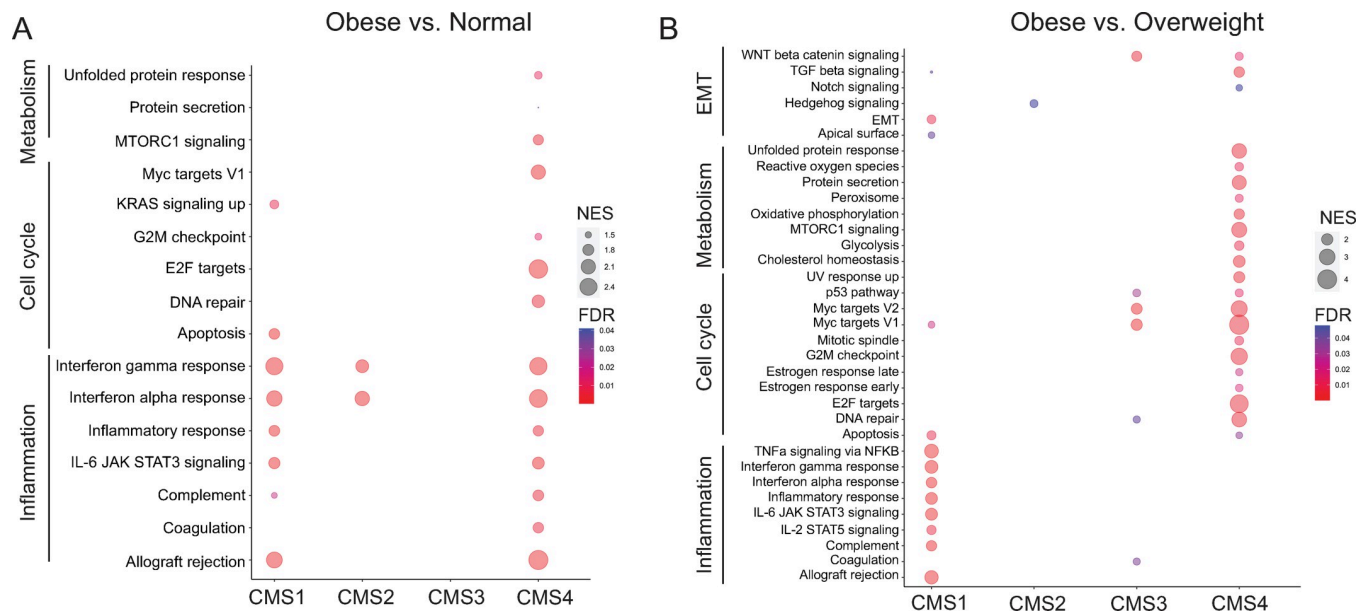 A
Obese vs. Normal
Metabolism
Unfolded protein response
Protein secretion
MTORC1 signaling
Cell cycle
Myc targets V1
KRAS signaling up
G2M checkpoint
E2F targets
DNA repair
Apoptosis
Inflammation
Interferon gamma response
Interferon alpha response
Inflammatory response
IL-6 JAK STAT3 signaling
Complement
Coagulation
Allograft rejection
CMS1 CMS2 CMS3 CMS4
NES
1.5
1.8
2.1
2.4
FDR
0.04
0.03
0.02
0.01
B
Obese vs. Overweight
EMT
WNT beta catenin signaling
TGF beta signaling
Notch signaling
Hedgehog signaling
EMT
Apical surface
Metabolism
Unfolded protein response
Reactive oxygen species
Protein secretion
Peroxisome
Oxidative phosphorylation
MTORC1 signaling
Glycolysis
Cholesterol homeostasis
Cell cycle
UV response up
p53 pathway
Myc targets V2
Myc targets V1
Mitotic spindle
G2M checkpoint
Estrogen response late
Estrogen response early
E2F targets
DNA repair
Apoptosis
Inflammation
TNFa signaling via NFKB
Interferon gamma response
Interferon alpha response
Inflammatory response
IL-6 JAK STAT3 signaling
IL-2 STAT5 signaling
Complement
Coagulation
Allograft rejection
CMS1 CMS2 CMS3 CMS4
NES
2
3
4
FDR
0.04
0.03
0.02
0.01